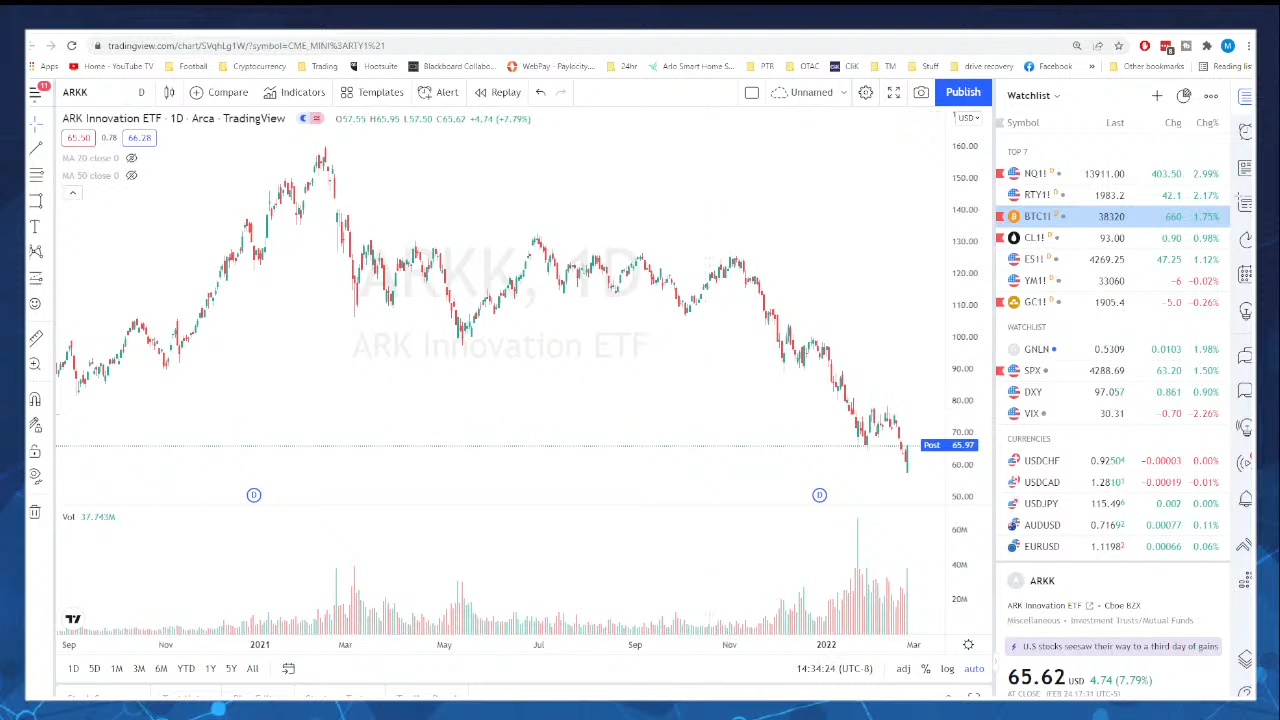 tradingview.com/chart/SVqhLg1W/?symbol=CME_MINI%3ARTY1%21
Apps Home - YouTube TV Football Cryptocurrency Trading Hootsuite Blackboard Collabo... WebPair, Paylocity,... 24hr Arlo Smart Home S... PTR OTAC CliK TM Stuff drive recovery Facebook » Other bookmarks Reading list
11
ARKK D Compare Indicators Templates Alert Replay Unnamed Publish
ARK Innovation ETF · 1D · Arca · TradingView O57.55 H65.95 L57.50 C65.62 +4.74 (+7.79%)
65.50 0.78 66.28
MA 20 close 0
MA 50 close 0
ARKK, 1D
ARK Innovation ETF
USD
160.00
150.00
140.00
130.00
120.00
110.00
100.00
90.00
80.00
70.00
Post 65.97
60.00
50.00
D D
Vol 37.743M
60M
40M
20M
Sep Nov 2021 Mar May Jul Sep Nov 2022 Mar
1D 5D 1M 3M 6M YTD 1Y 5Y All 14:34:24 (UTC-8) adj % log auto
Watchlist
Symbol Last Chg Chg%
TOP 7
NQ1! D 13911.00 403.50 2.99%
RTY1! D 1983.2 42.1 2.17%
BTC1! D 38320 660 1.75%
CL1! D 93.00 0.90 0.98%
ES1! D 4269.25 47.25 1.12%
YM1! D 33060 -6 -0.02%
GC1! D 1905.4 -5.0 -0.26%
WATCHLIST
GNLN 0.5309 0.0103 1.98%
SPX 4288.69 63.20 1.50%
DXY 97.057 0.861 0.90%
VIX 30.31 -0.70 -2.26%
CURRENCIES
USDCHF 0.92504 -0.00003 0.00%
USDCAD 1.28101 -0.00019 -0.01%
USDJPY 115.496 0.002 0.00%
AUDUSD 0.71692 0.00077 0.11%
EURUSD 1.11982 0.00066 0.06%
ARKK
ARK Innovation ETF • Cboe BZX
Miscellaneous • Investment Trusts/Mutual Funds
U.S stocks seesaw their way to a third day of gains
65.62 USD 4.74 (7.79%)
AT CLOSE (FEB 24 17:31 UTC-5)